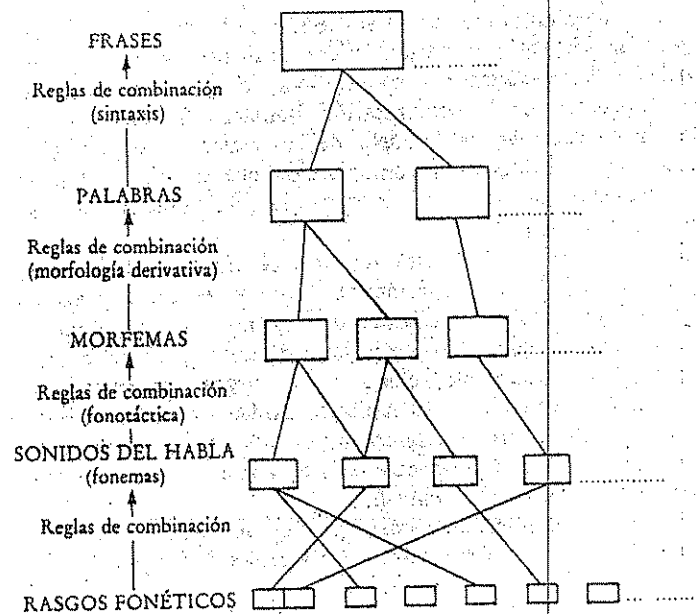 FRASES
Reglas de combinación
(sintaxis)
PALABRAS
Reglas de combinación
(morfología derivativa)
MORFEMAS
Reglas de combinación
(fonotáctica)
SONIDOS DEL HABLA
(fonemas)
Reglas de combinación
RASGOS FONÉTICOS